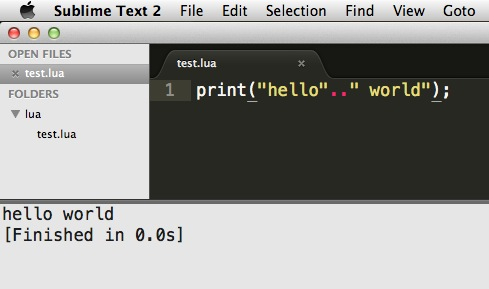 Sublime Text 2 File Edit Selection Find View Goto
OPEN FILES
test.lua
FOLDERS
lua
test.lua
test.lua
1 print("hello".." world");
hello world
[Finished in 0.0s]